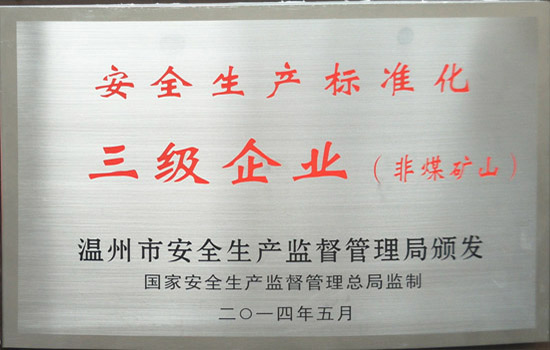 安全生产标准化
三级企业（非煤矿山）
温州市安全生产监督管理局颁发
国家安全生产监督管理总局监制
二〇一四年五月